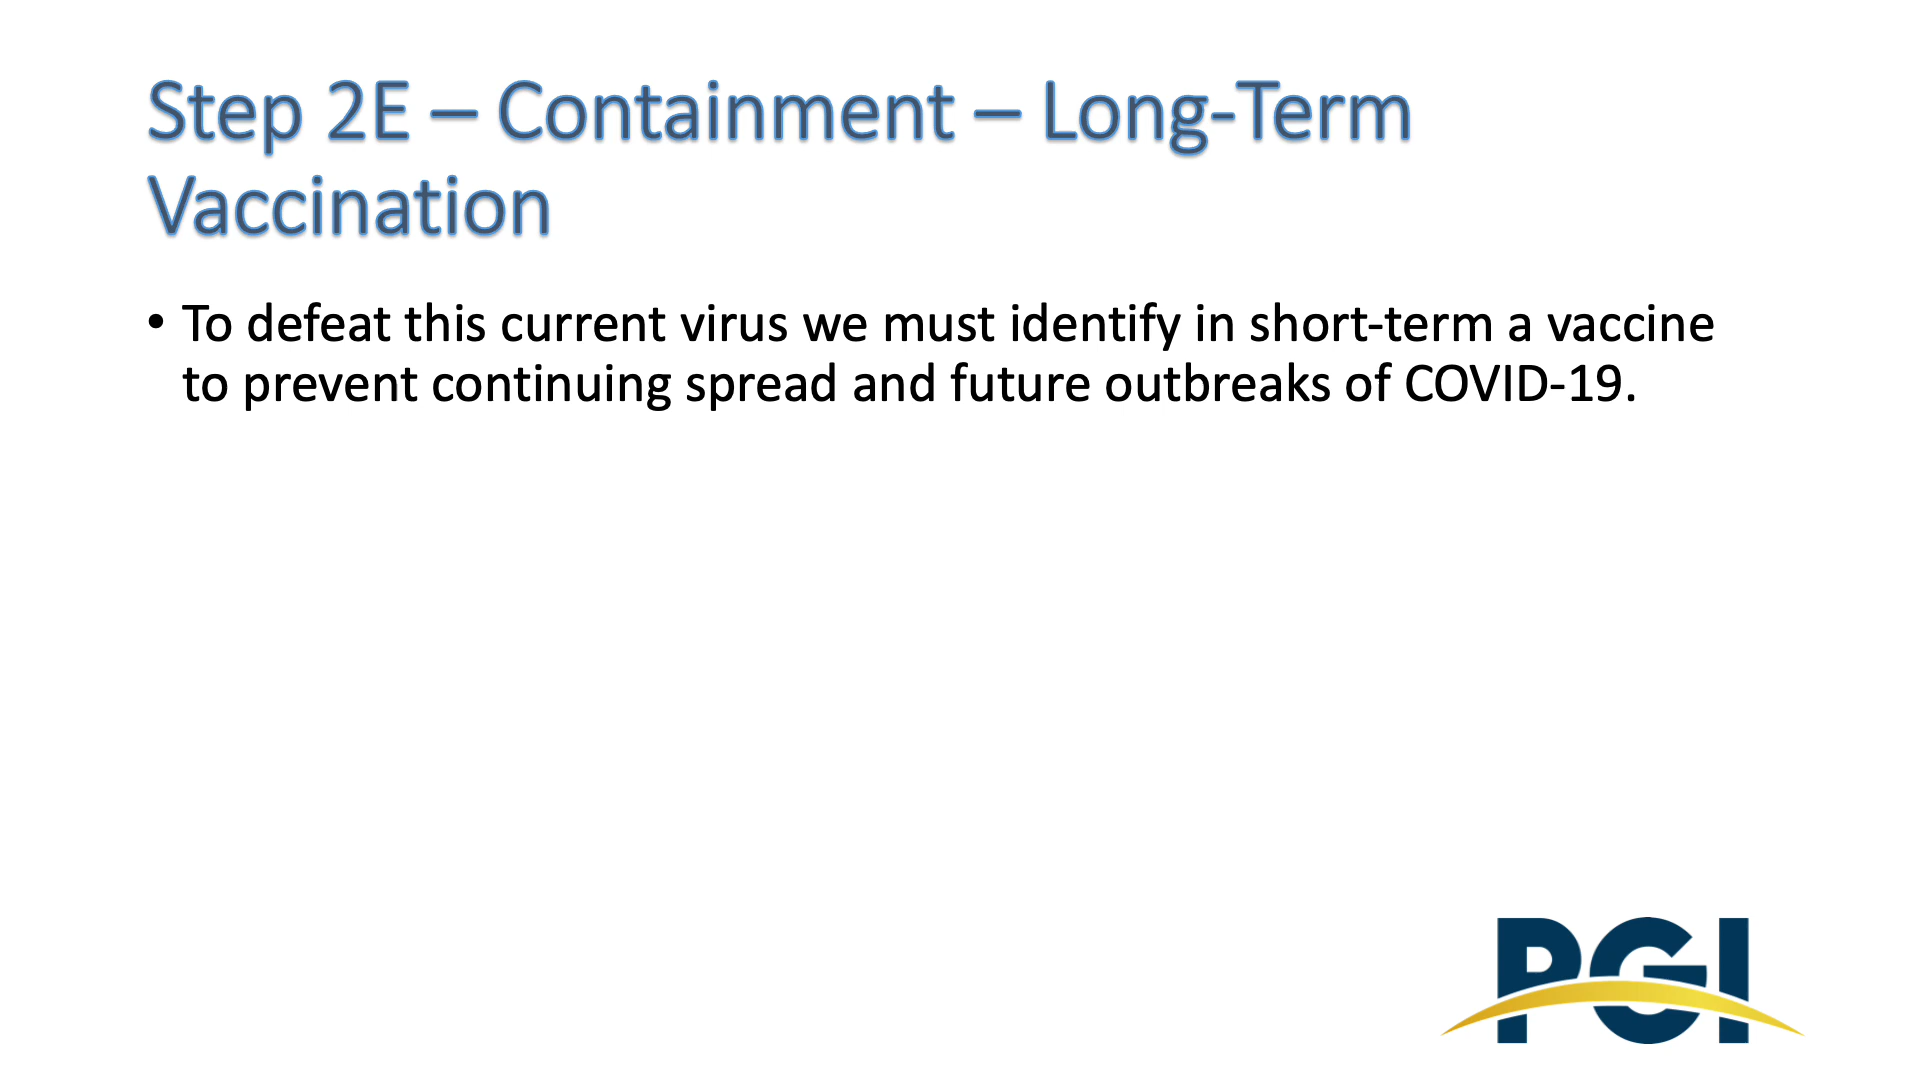 Step 2E – Containment – Long-Term
Vaccination
• To defeat this current virus we must identify in short-term a vaccine
to prevent continuing spread and future outbreaks of COVID-19.
PGI